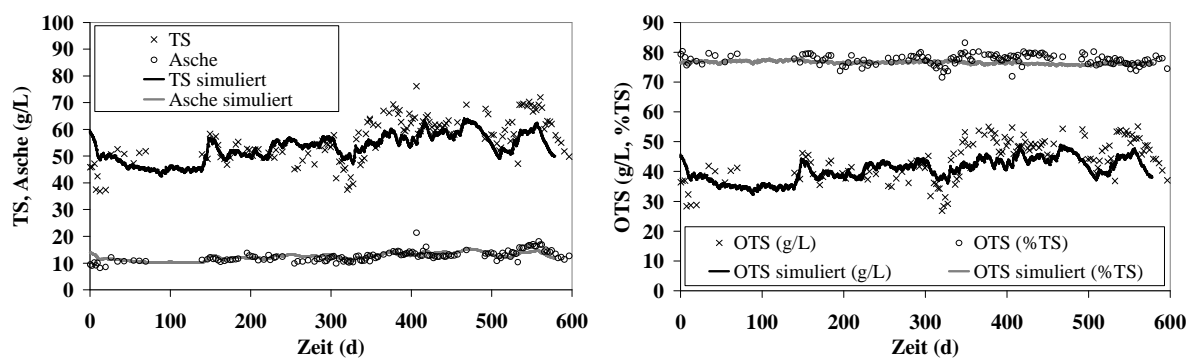 TS, Asche (g/L)
100
90
80
70
60
50
40
30
20
10
0
TS
Asche
TS simuliert
Asche simuliert
0
100
200
300
400
500
600
Zeit (d)
OTS (g/L, %TS)
90
80
70
60
50
40
30
20
10
0
OTS (g/L)
OTS (%TS)
OTS simuliert (g/L)
OTS simuliert (%TS)
0
100
200
300
400
500
600
Zeit (d)